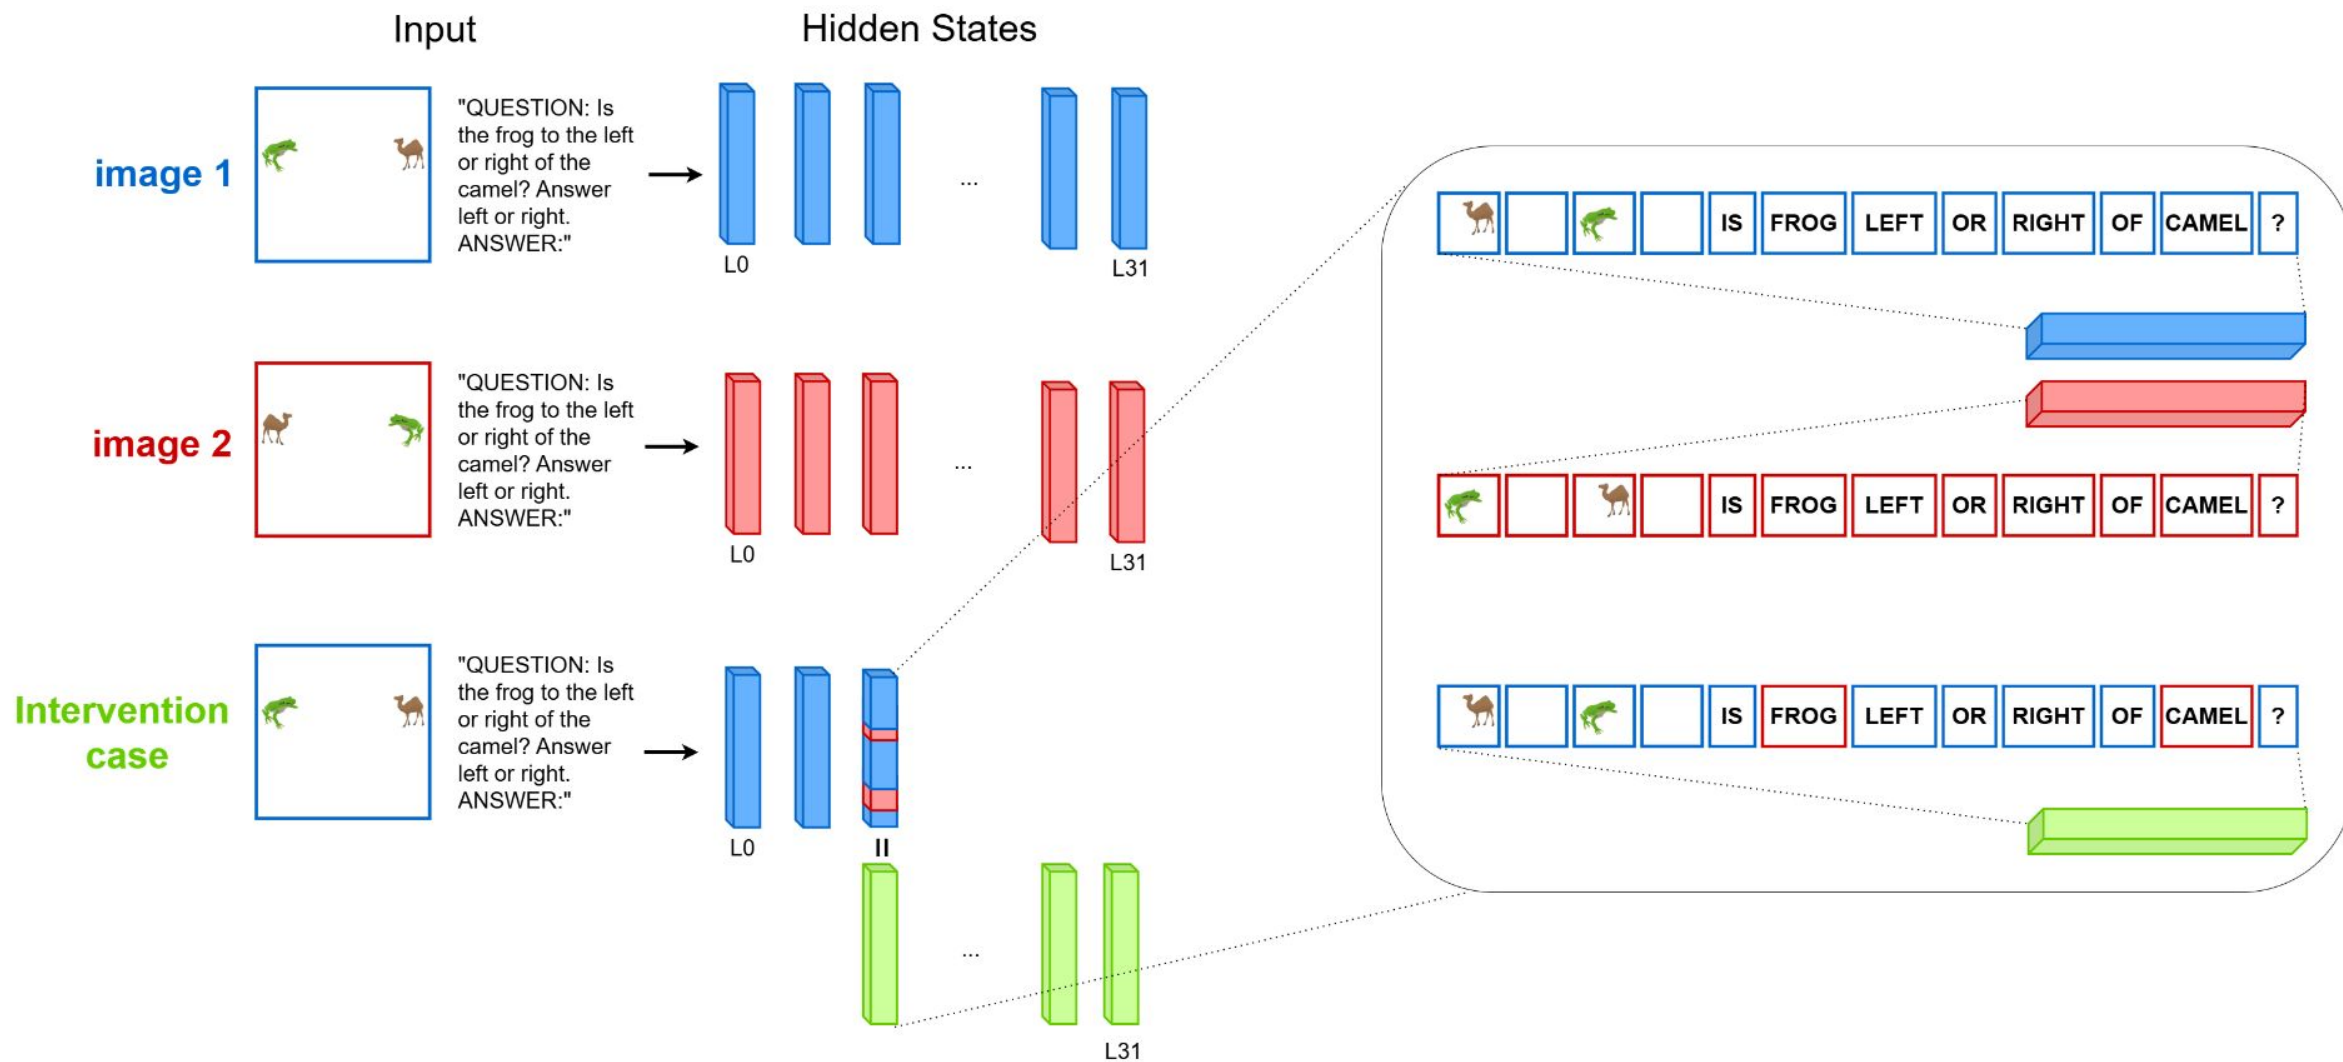 Input
Hidden States
image 1
"QUESTION: Is
the frog to the left
or right of the
camel? Answer
left or right.
ANSWER:"
...
L0
L31
image 2
"QUESTION: Is
the frog to the left
or right of the
camel? Answer
left or right.
ANSWER:"
...
L0
L31
Intervention
case
"QUESTION: Is
the frog to the left
or right of the
camel? Answer
left or right.
ANSWER:"
L0
=
...
L31
IS FROG LEFT OR RIGHT OF CAMEL ?
IS FROG LEFT OR RIGHT OF CAMEL ?
IS FROG LEFT OR RIGHT OF CAMEL ?